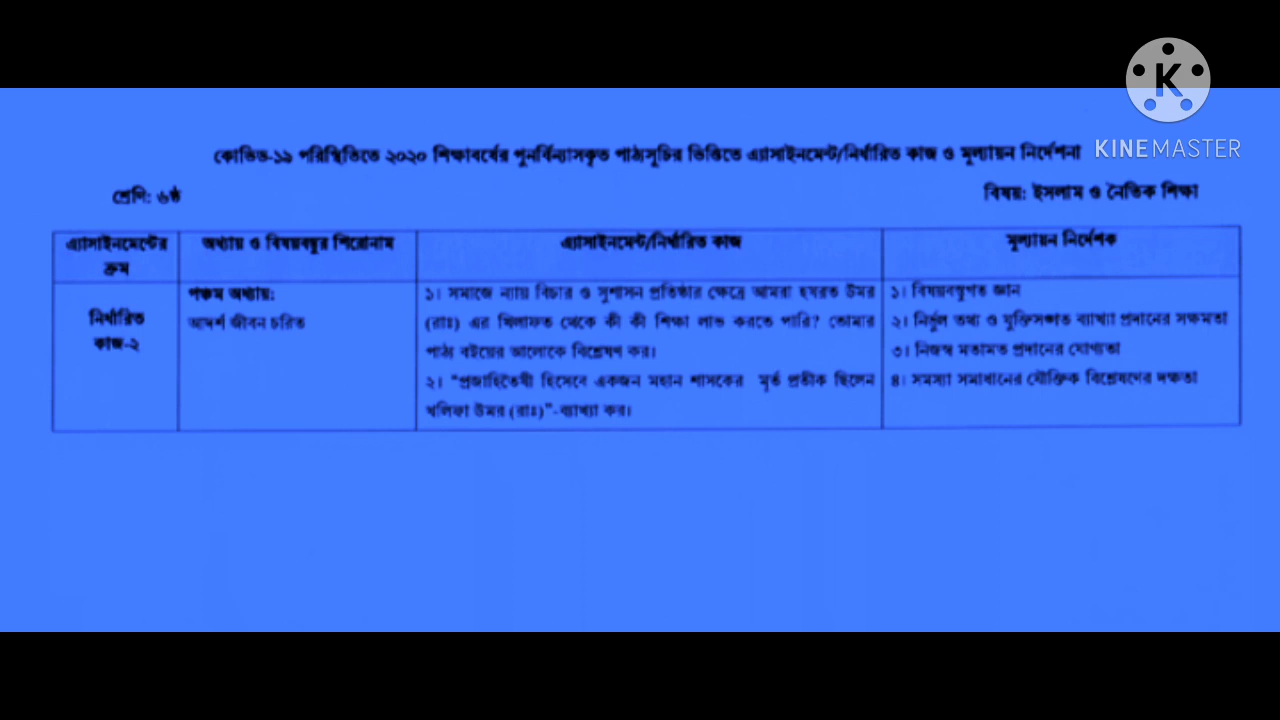 K
KINEMASTER
কোভিড-১৯ পরিস্থিতিতে ২০২০ শিক্ষাবর্ষের পুনর্বিন্যাসকৃত পাঠ্যসূচির ভিত্তিতে এ্যাসাইনমেন্ট/নির্ধারিত কাজ ও মূল্যায়ন নির্দেশনা
শ্রেণি: ৬ষ্ঠ
বিষয়: ইসলাম ও নৈতিক শিক্ষা
এ্যাসাইনমেন্টের
ক্রম
অধ্যায় ও বিষয়বস্তুর শিরোনাম
এ্যাসাইনমেন্ট/নির্ধারিত কাজ
মূল্যায়ন নির্দেশক
নির্ধারিত
কাজ-২
পঞ্চম অধ্যায়:
আদর্শ জীবন চরিত
১। সমাজে ন্যায় বিচার ও সুশাসন প্রতিষ্ঠার ক্ষেত্রে আমরা হযরত উমর
(রাঃ) এর খিলাফত থেকে কী কী শিক্ষা লাভ করতে পারি? তোমার
পাঠ্য বইয়ের আলোকে বিশ্লেষণ কর।
২। "প্রজাহিতৈষী হিসেবে একজন মহান শাসকের মূর্ত প্রতীক ছিলেন
খলিফা উমর (রাঃ)"-ব্যাখ্যা কর।
১। বিষয়বস্তুগত জ্ঞান
২। নির্ভুল তথ্য ও যুক্তিসঙ্গত ব্যাখ্যা প্রদানের সক্ষমতা
৩। নিজস্ব মতামত প্রদানের যোগ্যতা
৪। সমস্যা সমাধানের যৌক্তিক বিশ্লেষণের দক্ষতা